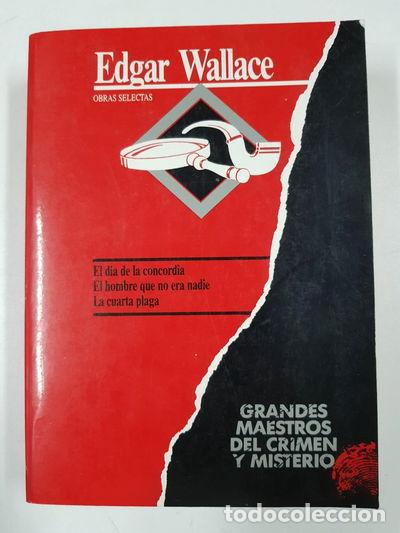 Edgar Wallace
OBRAS SELECTAS
El día de la concordia
El hombre que no era nadie
La cuarta plaga
GRANDES
MAESTROS
DEL CRIMEN
Y MISTERIO
todocoleccion.net